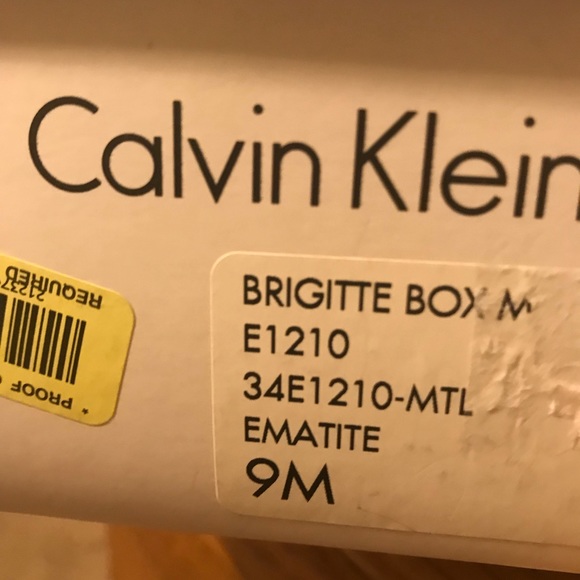 Calvin Klein
BRIGITTE BOX M
E1210
34E1210-MTL
EMATITE
9M
* PROOF
REQUIRED